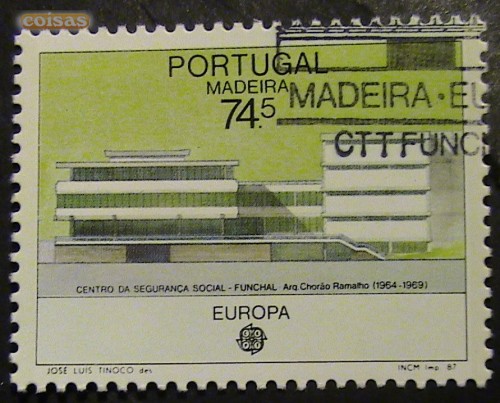 coisas
PORTUGAL
MADEIRA
74.5
MADEIRA · EU
CTT FUNC
CENTRO DA SEGURANÇA SOCIAL - FUNCHAL Arq. Chorão Ramalho (1964-1969)
EUROPA
JOSÉ LUIS TINOCO des
INCM Imp. 87